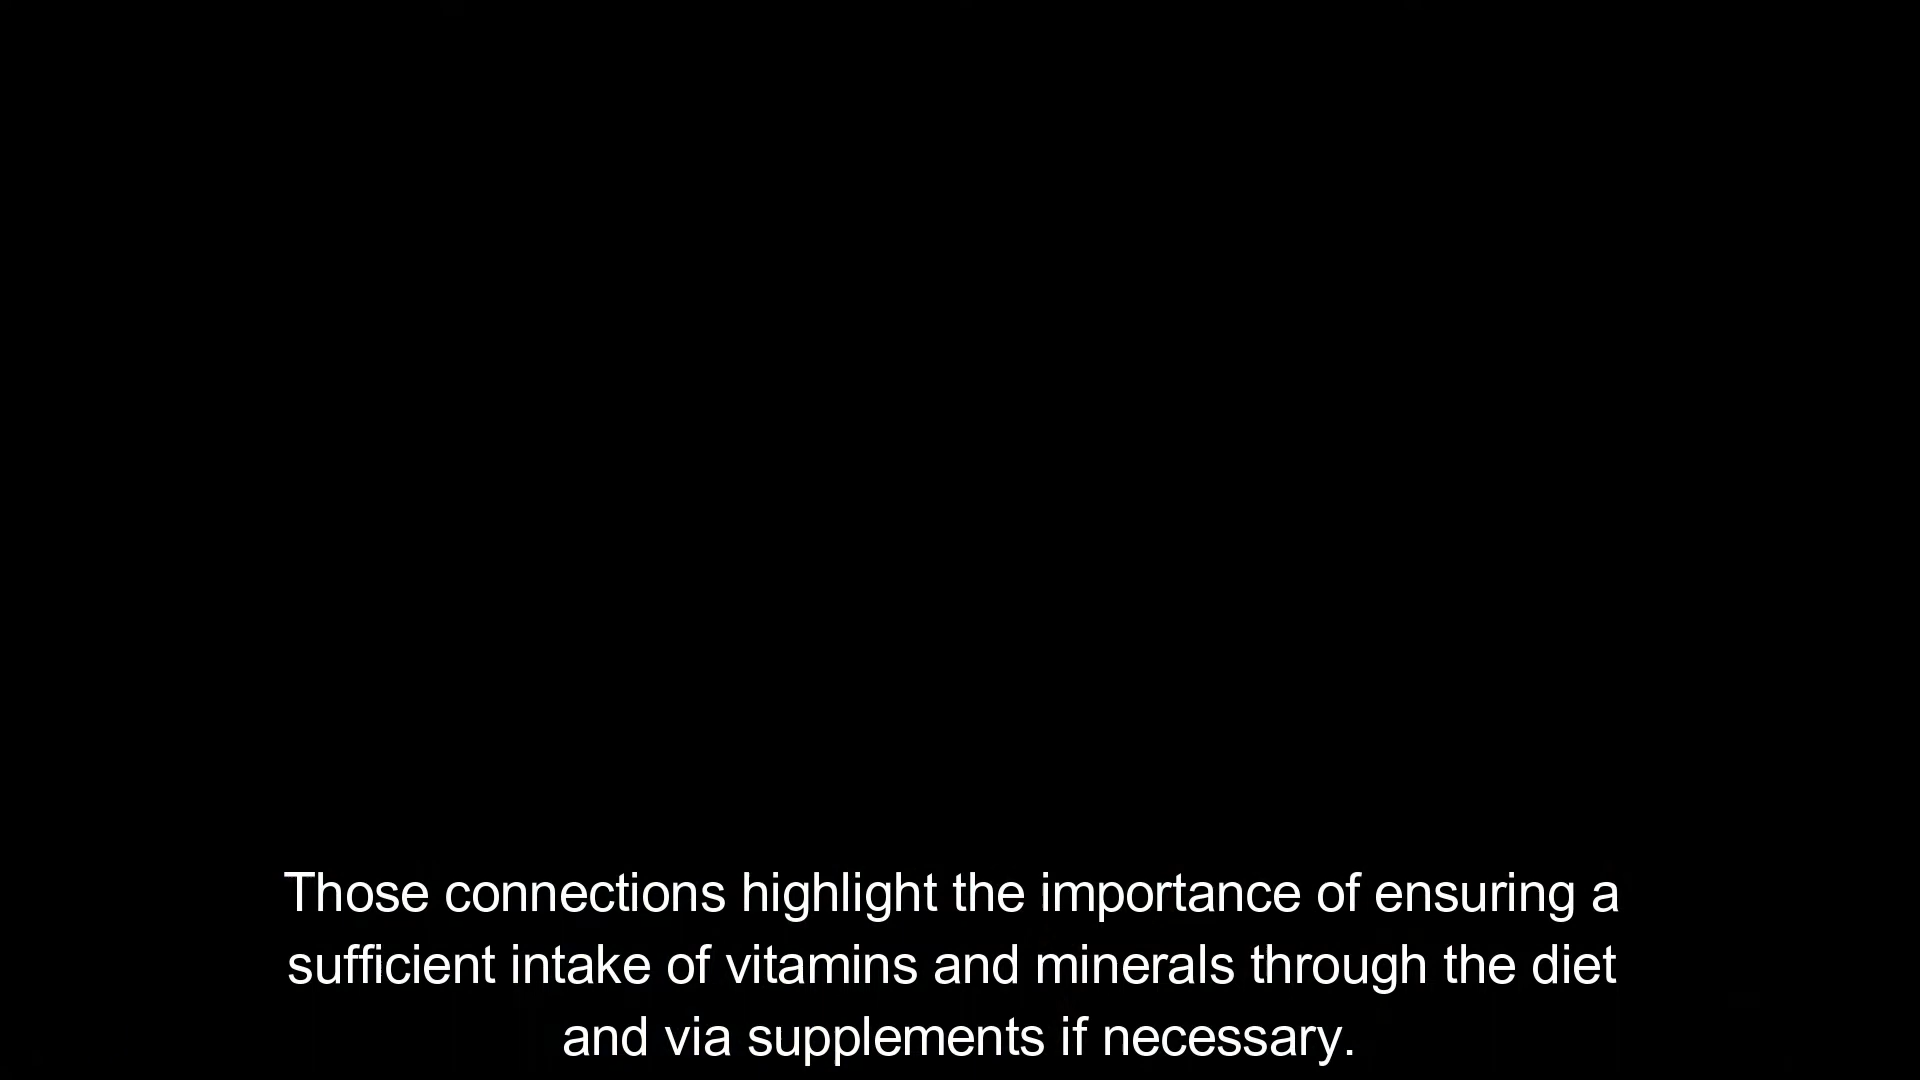 Those connections highlight the importance of ensuring a
sufficient intake of vitamins and minerals through the diet
and via supplements if necessary.